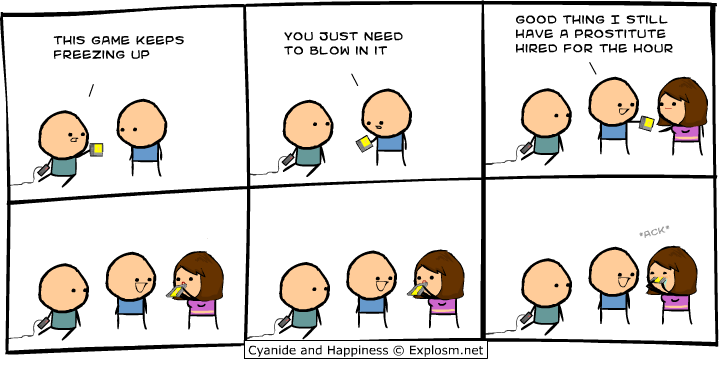 THIS GAME KEEPS
FREEZING UP
YOU JUST NEED
TO BLOW IN IT
GOOD THING I STILL
HAVE A PROSTITUTE
HIRED FOR THE HOUR
*ACK*
Cyanide and Happiness © Explosm.net